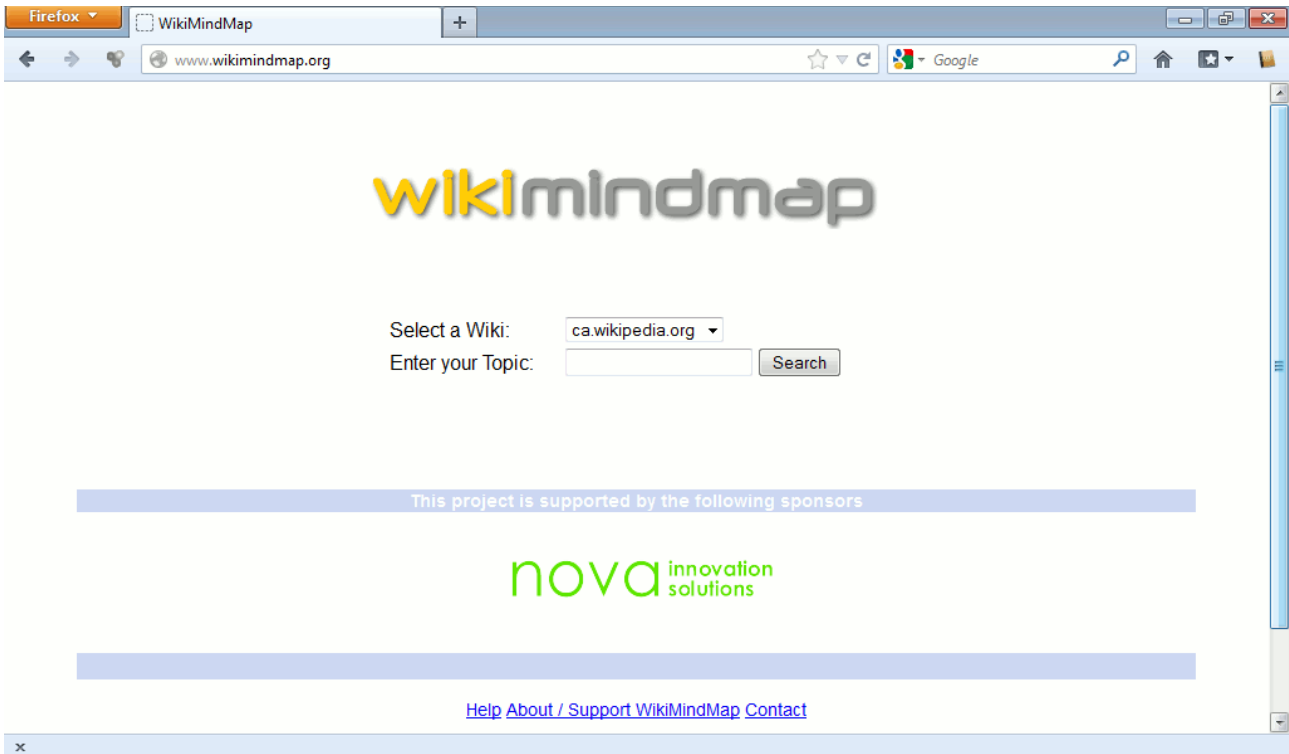 Firefox
WikiMindMap
www.wikimindmap.org
Google
wikimindmap
Select a Wiki: ca.wikipedia.org
Enter your Topic: Search
This project is supported by the following sponsors
nova innovation
solutions
Help About / Support WikiMindMap Contact